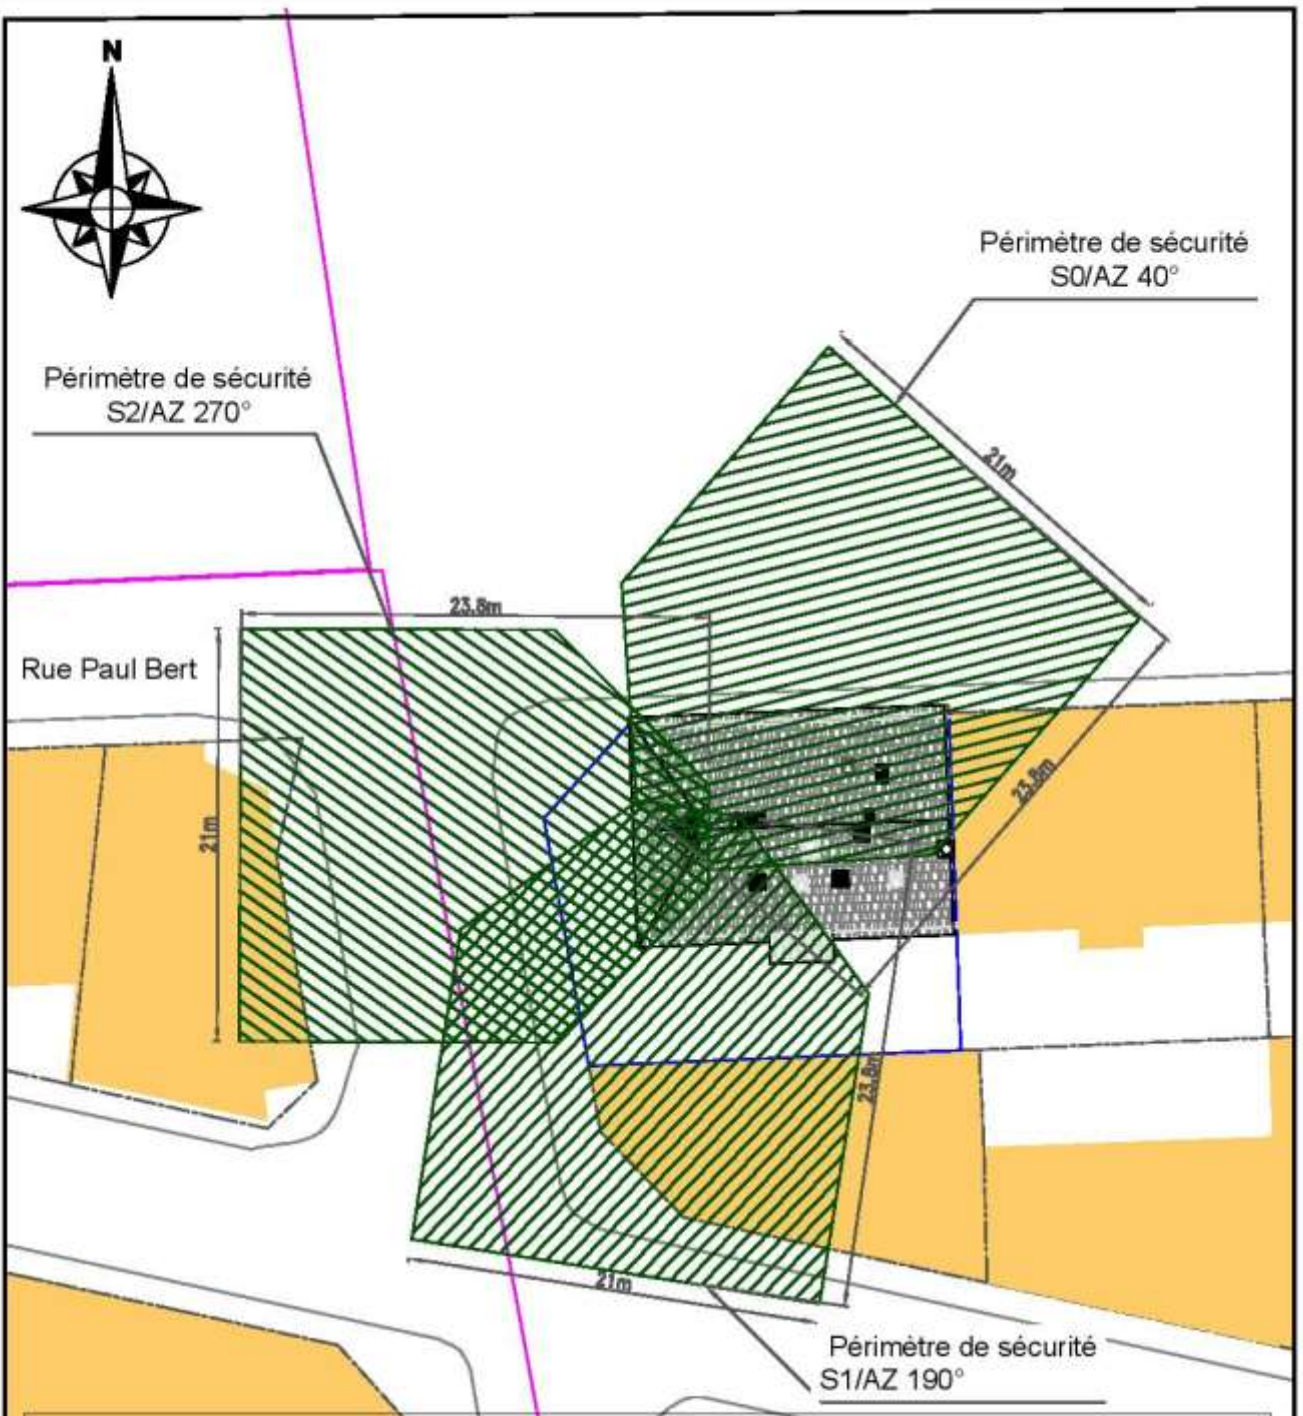 N
Périmètre de sécurité
S0/AZ 40°
Périmètre de sécurité
S2/AZ 270°
21m
23.8m
Rue Paul Bert
23.8m
21m
23.8m
21m
Périmètre de sécurité
S1/AZ 190°